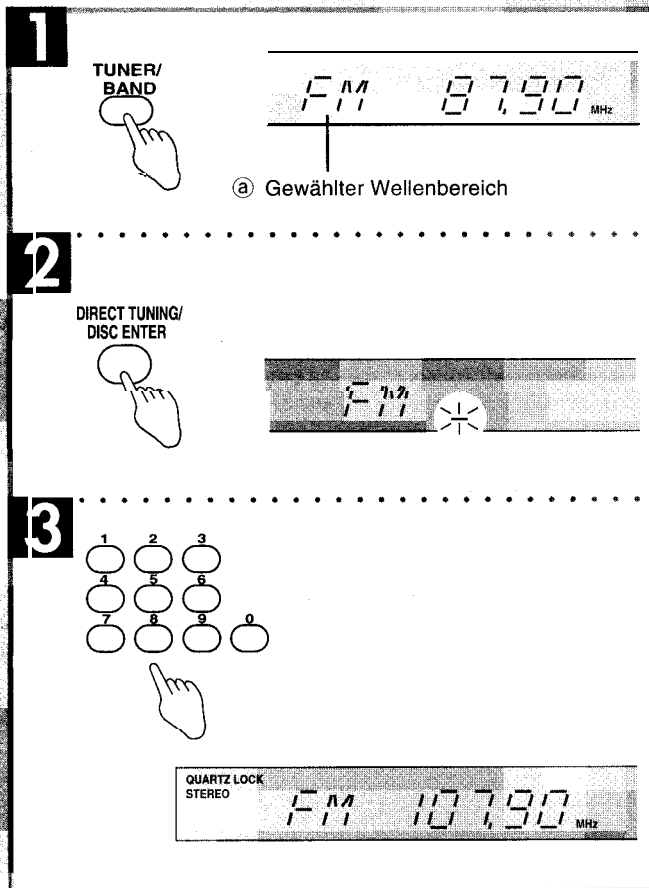 1
TUNER/
BAND
FM 87,90 MHz
ⓐ Gewählter Wellenbereich
2
DIRECT TUNING/
DISC ENTER
FM
3
1 2 3
4 5 6
7 8 9 0
QUARTZ LOCK
STEREO
FM 107,90 MHz